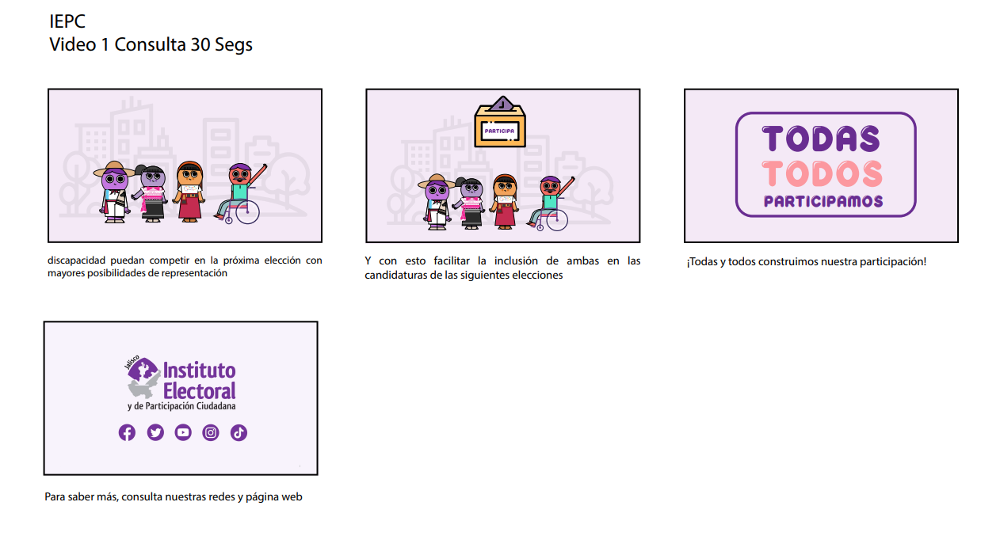 IEPC
Video 1 Consulta 30 Segs
discapacidad puedan competir en la próxima elección con
mayores posibilidades de representación
J
PARTICIPA
Y con esto facilitar la inclusión de ambas en las
candidaturas de las siguientes elecciones
TODAS
TODOS
PARTICIPAMOS
¡Todas y todos construimos nuestra participación!
Jalisco
Instituto
Electoral
y de Participación Ciudadana
Para saber más, consulta nuestras redes y página web